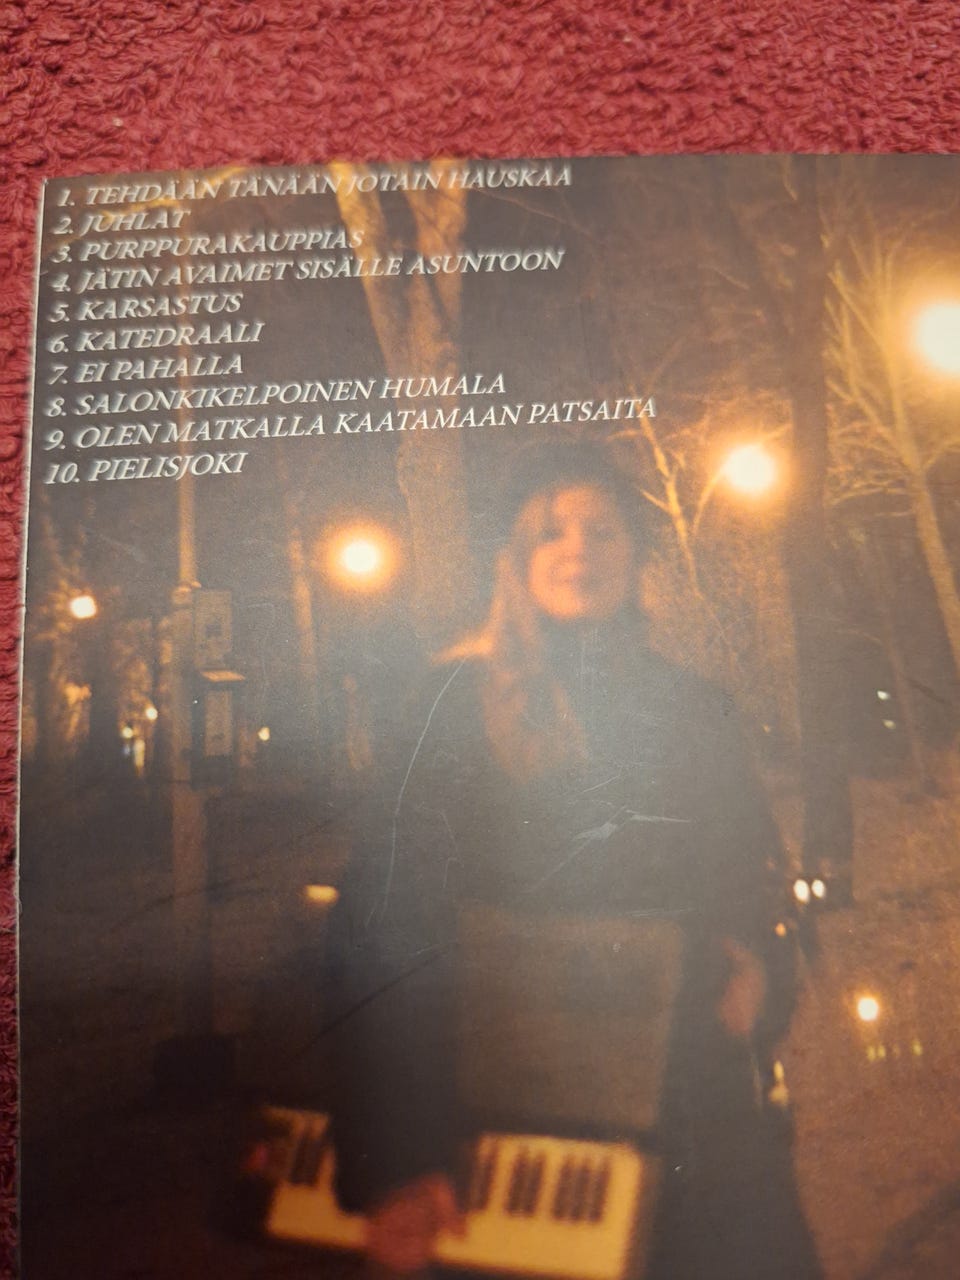 1. TEHDÄÄN TÄNÄÄN JOTAIN HAUSKAA
2. JUHLAT
3. PURPPURAKAUPPIAS
4. JÄTIN AVAIMET SISÄLLE ASUNTOON
5. KARSASTUS
6. KATEDRAALI
7. EI PAHALLA
8. SALONKIKELPOINEN HUMALA
9. OLEN MATKALLA KAATAMAAN PATSAITA
10. PIELISJOKI